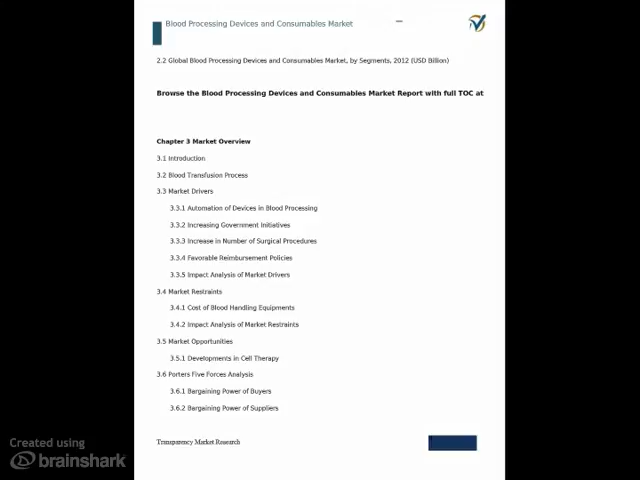 Blood Processing Devices and Consumables Market
2.2 Global Blood Processing Devices and Consumables Market, by Segments, 2012 (USD Billion)
Browse the Blood Processing Devices and Consumables Market Report with full TOC at
Chapter 3 Market Overview
3.1 Introduction
3.2 Blood Transfusion Process
3.3 Market Drivers
3.3.1 Automation of Devices in Blood Processing
3.3.2 Increasing Government Initiatives
3.3.3 Increase in Number of Surgical Procedures
3.3.4 Favorable Reimbursement Policies
3.3.5 Impact Analysis of Market Drivers
3.4 Market Restraints
3.4.1 Cost of Blood Handling Equipments
3.4.2 Impact Analysis of Market Restraints
3.5 Market Opportunities
3.5.1 Developments in Cell Therapy
3.6 Porters Five Forces Analysis
3.6.1 Bargaining Power of Buyers
3.6.2 Bargaining Power of Suppliers
Transparency Market Research
Created using
brainshark